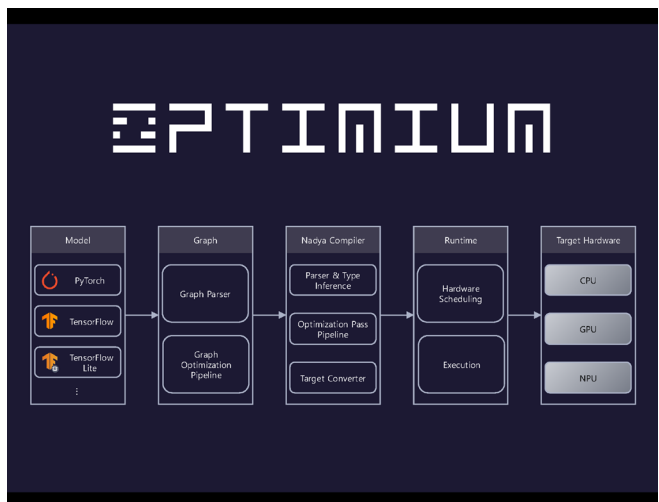 OPTIMIUM
Model
PyTorch
TensorFlow
TensorFlow
Lite
⋮
Graph
Graph Parser
Graph
Optimization
Pipeline
Nadya Compiler
Parser & Type
Inference
Optimization Pass
Pipeline
Target Converter
Runtime
Hardware
Scheduling
Execution
Target Hardware
CPU
GPU
NPU